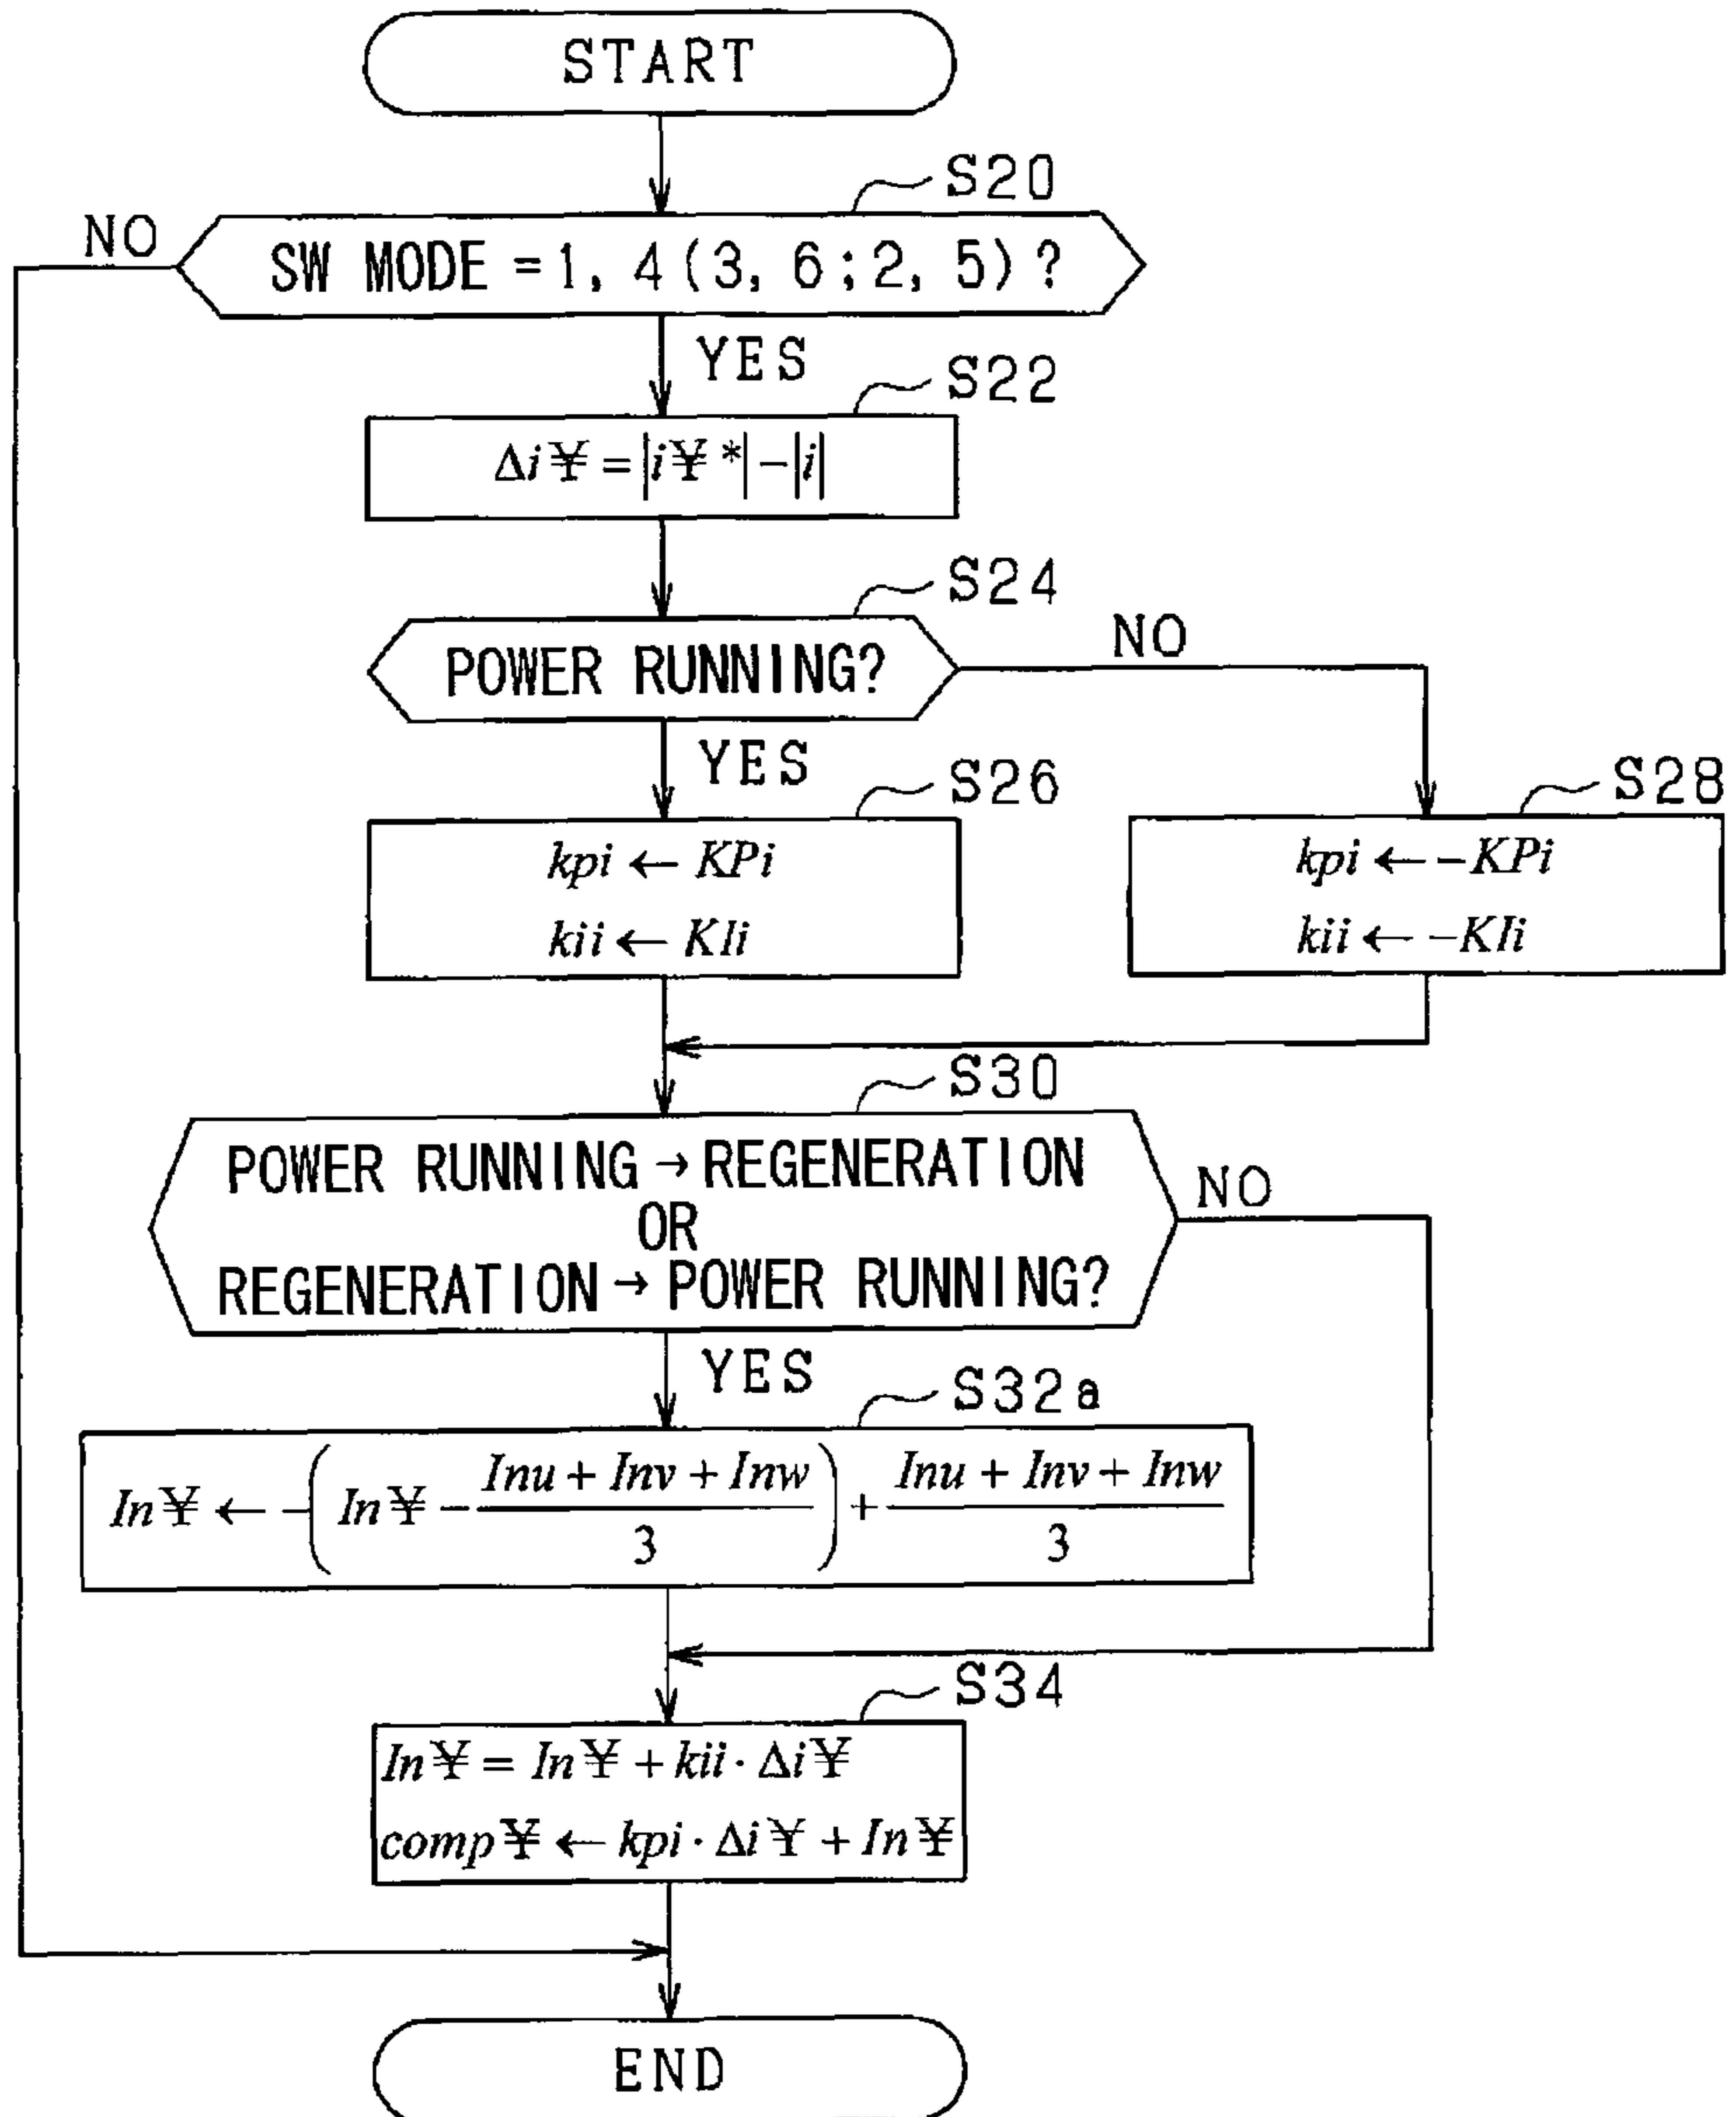 START
S20
NO
SW MODE =1, 4 (3, 6 ; 2, 5) ?
YES
S22
Δi¥ = |i¥*| − |i|
S24
NO
POWER RUNNING?
YES
S26
S28
kpi ← KPi
kii ← KIi
kpi ← −KPi
kii ← −KIi
S30
POWER RUNNING → REGENERATION
OR
REGENERATION → POWER RUNNING?
NO
YES
S32a
In¥ ← −( In¥ − (Inu + Inv + Inw)/3 ) + (Inu + Inv + Inw)/3
S34
In¥ = In¥ + kii · Δi¥
comp¥ ← kpi · Δi¥ + In¥
END